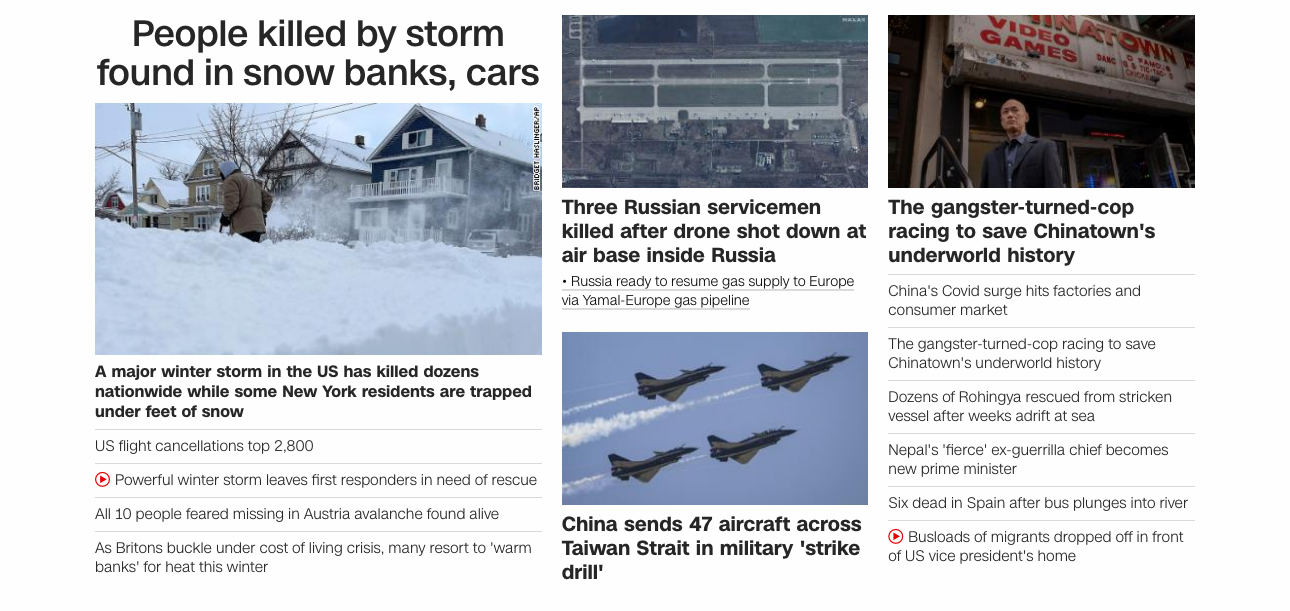 People killed by storm
found in snow banks, cars
BRIDGET HASLINGER/AP
A major winter storm in the US has killed dozens
nationwide while some New York residents are trapped
under feet of snow
US flight cancellations top 2,800
Powerful winter storm leaves first responders in need of rescue
All 10 people feared missing in Austria avalanche found alive
As Britons buckle under cost of living crisis, many resort to 'warm
banks' for heat this winter
MAXAR
Three Russian servicemen
killed after drone shot down at
air base inside Russia
• Russia ready to resume gas supply to Europe
via Yamal-Europe gas pipeline
China sends 47 aircraft across
Taiwan Strait in military 'strike
drill'
INATOWN
VIDEO
GAMES
The gangster-turned-cop
racing to save Chinatown's
underworld history
China's Covid surge hits factories and
consumer market
The gangster-turned-cop racing to save
Chinatown's underworld history
Dozens of Rohingya rescued from stricken
vessel after weeks adrift at sea
Nepal's 'fierce' ex-guerrilla chief becomes
new prime minister
Six dead in Spain after bus plunges into river
Busloads of migrants dropped off in front
of US vice president's home